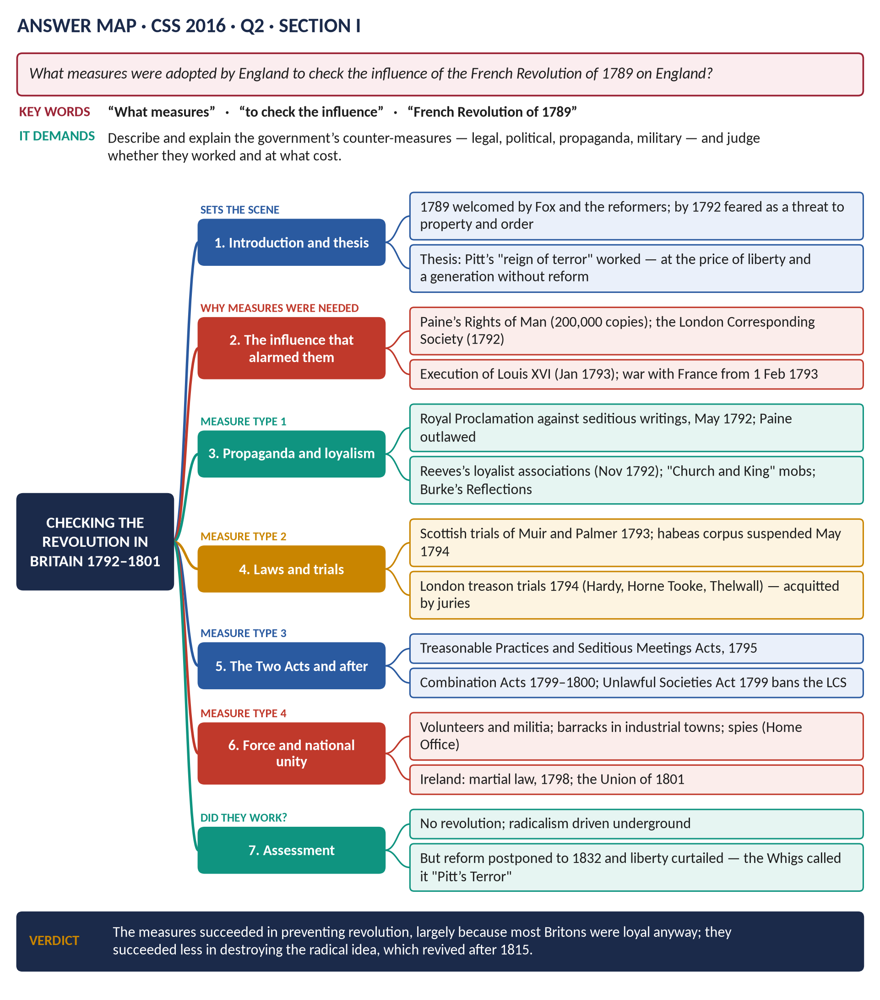 ANSWER MAP · CSS 2016 · Q2 · SECTION I
What measures were adopted by England to check the influence of the French Revolution of 1789 on England?
KEY WORDS “What measures” · “to check the influence” · “French Revolution of 1789”
IT DEMANDS Describe and explain the government’s counter-measures — legal, political, propaganda, military — and judge
whether they worked and at what cost.
CHECKING THE
REVOLUTION IN
BRITAIN 1792–1801
SETS THE SCENE
1. Introduction and thesis
1789 welcomed by Fox and the reformers; by 1792 feared as a threat to
property and order
Thesis: Pitt’s "reign of terror" worked — at the price of liberty and
a generation without reform
WHY MEASURES WERE NEEDED
2. The influence that
alarmed them
Paine’s Rights of Man (200,000 copies); the London Corresponding
Society (1792)
Execution of Louis XVI (Jan 1793); war with France from 1 Feb 1793
MEASURE TYPE 1
3. Propaganda and loyalism
Royal Proclamation against seditious writings, May 1792; Paine
outlawed
Reeves’s loyalist associations (Nov 1792); "Church and King" mobs;
Burke’s Reflections
MEASURE TYPE 2
4. Laws and trials
Scottish trials of Muir and Palmer 1793; habeas corpus suspended May
1794
London treason trials 1794 (Hardy, Horne Tooke, Thelwall) — acquitted
by juries
MEASURE TYPE 3
5. The Two Acts and after
Treasonable Practices and Seditious Meetings Acts, 1795
Combination Acts 1799–1800; Unlawful Societies Act 1799 bans the LCS
MEASURE TYPE 4
6. Force and national
unity
Volunteers and militia; barracks in industrial towns; spies (Home
Office)
Ireland: martial law, 1798; the Union of 1801
DID THEY WORK?
7. Assessment
No revolution; radicalism driven underground
But reform postponed to 1832 and liberty curtailed — the Whigs called
it "Pitt’s Terror"
VERDICT The measures succeeded in preventing revolution, largely because most Britons were loyal anyway; they
succeeded less in destroying the radical idea, which revived after 1815.